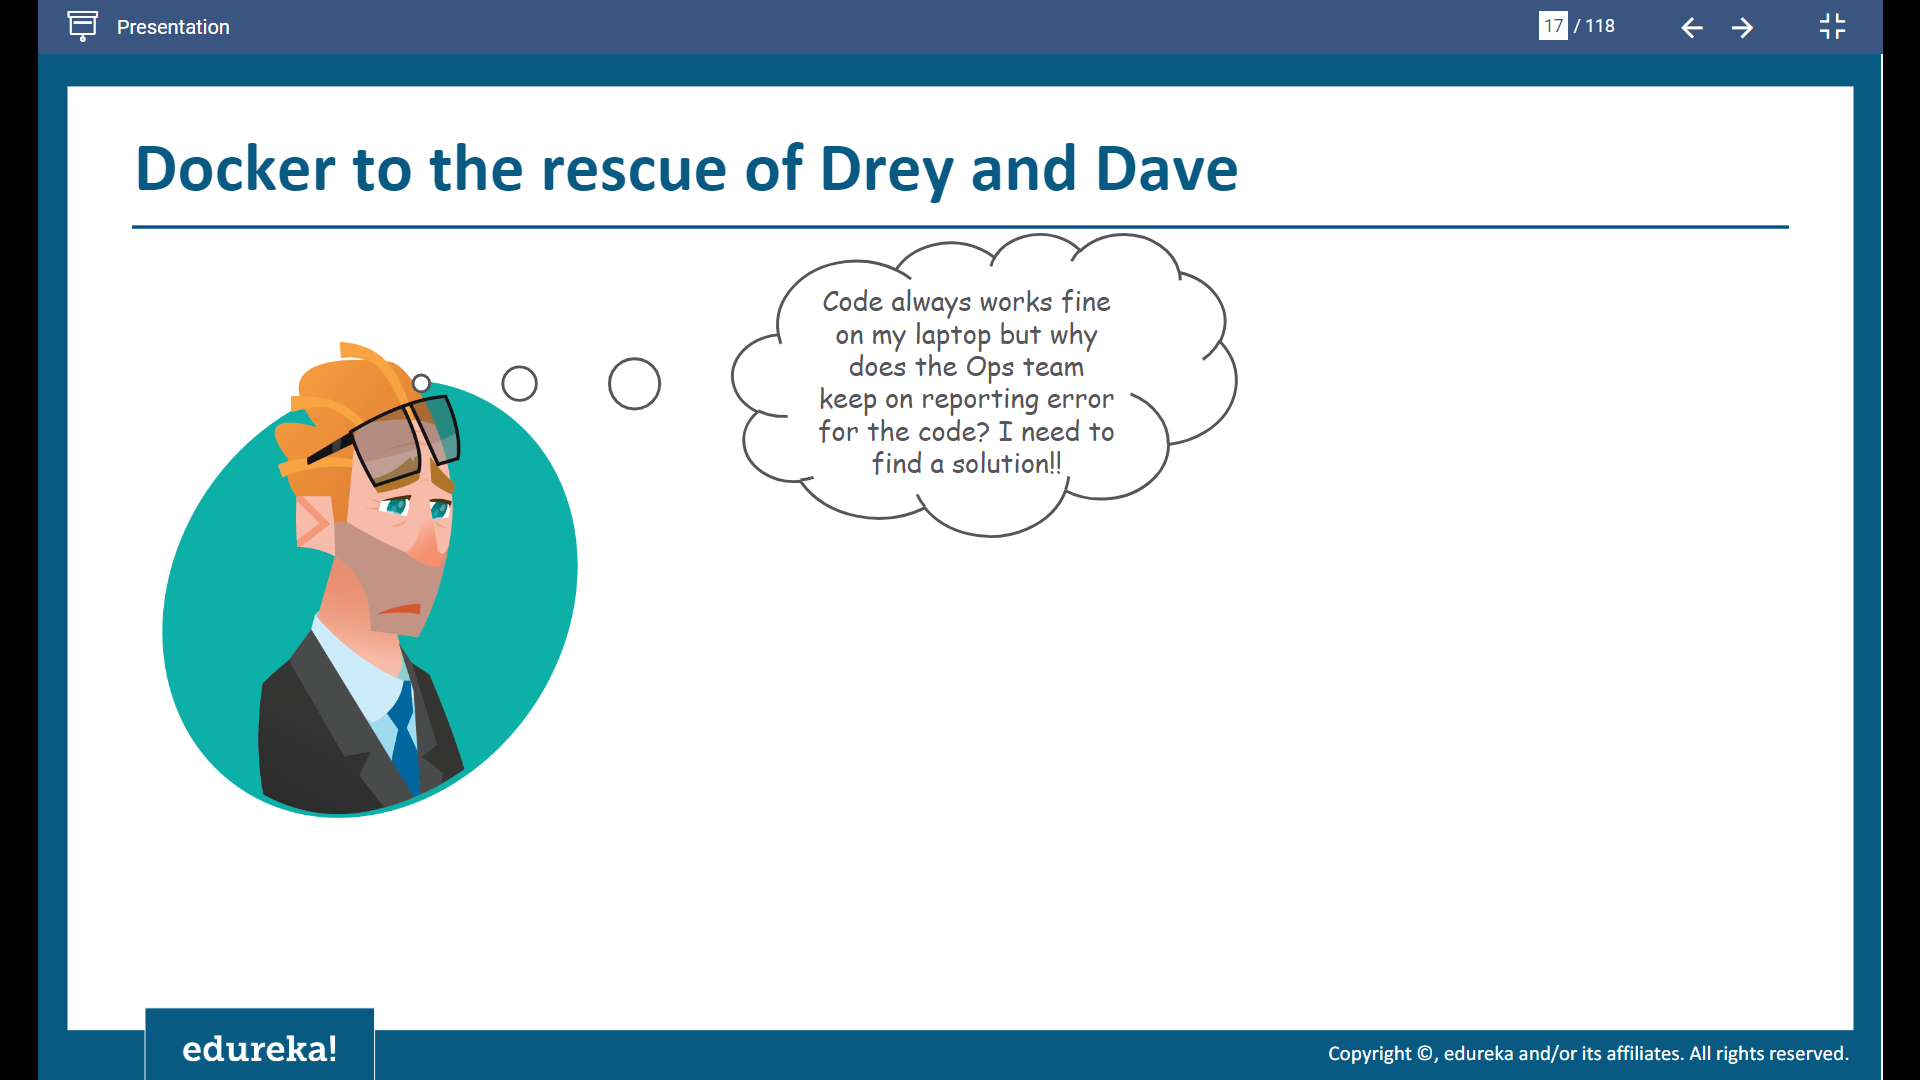 Presentation
17 / 118
Docker to the rescue of Drey and Dave
Code always works fine
on my laptop but why
does the Ops team
keep on reporting error
for the code? I need to
find a solution!!
edureka!
Copyright ©, edureka and/or its affiliates. All rights reserved.